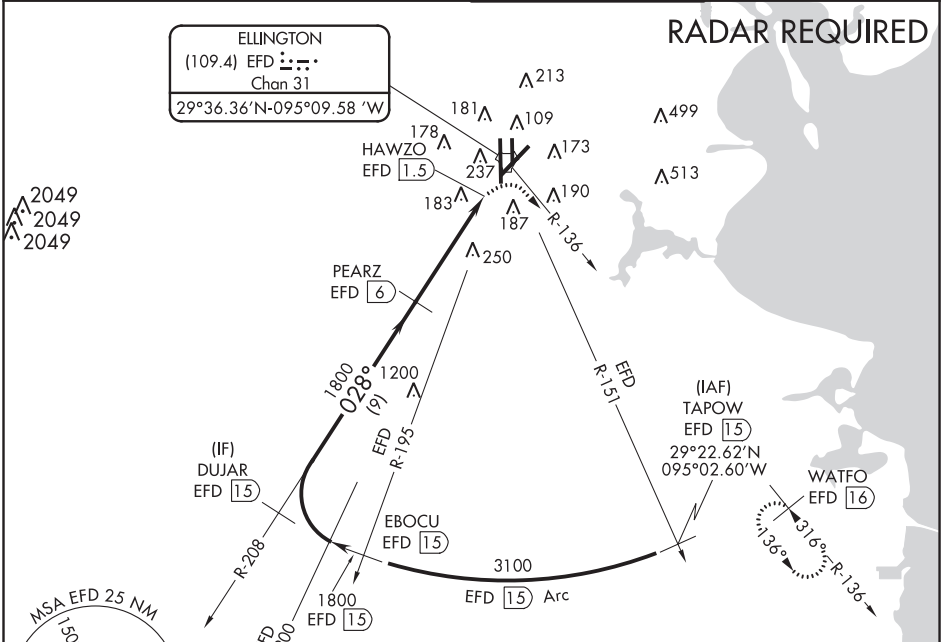 RADAR REQUIRED
ELLINGTON
(109.4) EFD
Chan 31
29°36.36'N-095°09.58 'W
213
181
109
499
178
HAWZO
EFD 1.5
237
173
513
183
190
187
R-136
2049
2049
2049
250
PEARZ
EFD 6
1800
028°
(9)
1200
EFD
R-195
EFD
R-151
(IAF)
TAPOW
EFD 15
29°22.62'N
095°02.60'W
WATFO
EFD 16
(IF)
DUJAR
EFD 15
EBOCU
EFD 15
316°
136°
R-136
R-208
3100
EFD 15 Arc
1800
EFD 15
MSA EFD 25 NM